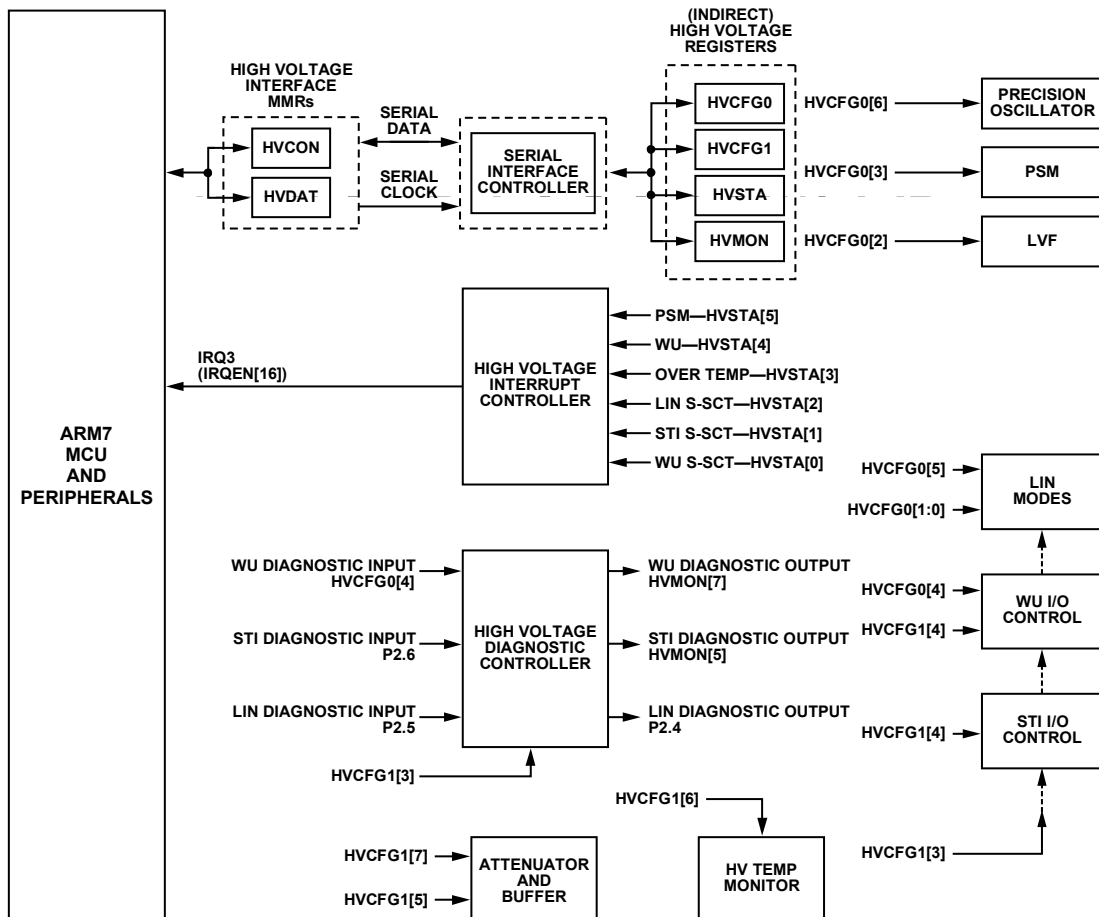 (INDIRECT)
HIGH VOLTAGE
REGISTERS
HIGH VOLTAGE
INTERFACE
MMRs
SERIAL
DATA
HVCON
HVDAT
SERIAL
CLOCK
SERIAL
INTERFACE
CONTROLLER
HVCFG0
HVCFG1
HVSTA
HVMON
HVCFG0[6]
PRECISION
OSCILLATOR
HVCFG0[3]
PSM
HVCFG0[2]
LVF
ARM7
MCU
AND
PERIPHERALS
IRQ3
(IRQEN[16])
HIGH VOLTAGE
INTERRUPT
CONTROLLER
PSM—HVSTA[5]
WU—HVSTA[4]
OVER TEMP—HVSTA[3]
LIN S-SCT—HVSTA[2]
STI S-SCT—HVSTA[1]
WU S-SCT—HVSTA[0]
HVCFG0[5]
HVCFG0[1:0]
LIN
MODES
WU DIAGNOSTIC INPUT
HVCFG0[4]
STI DIAGNOSTIC INPUT
P2.6
LIN DIAGNOSTIC INPUT
P2.5
HVCFG1[3]
HIGH VOLTAGE
DIAGNOSTIC
CONTROLLER
WU DIAGNOSTIC OUTPUT
HVMON[7]
STI DIAGNOSTIC OUTPUT
HVMON[5]
LIN DIAGNOSTIC OUTPUT
P2.4
HVCFG0[4]
HVCFG1[4]
WU I/O
CONTROL
HVCFG1[4]
STI I/O
CONTROL
HVCFG1[3]
HVCFG1[6]
HV TEMP
MONITOR
HVCFG1[7]
HVCFG1[5]
ATTENUATOR
AND
BUFFER